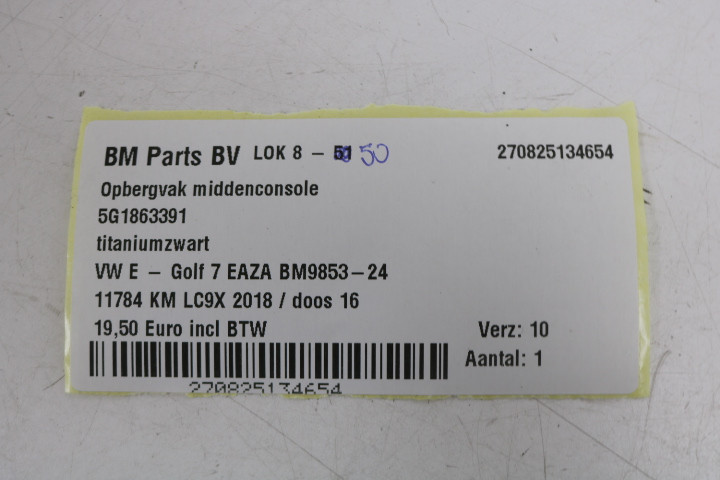 BM Parts BV LOK 8 - 51 50 270825134654
Opbergvak middenconsole
5G1863391
titaniumzwart
VW E - Golf 7 EAZA BM9853-24
11784 KM LC9X 2018 / doos 16
19,50 Euro incl BTW Verz: 10
Aantal: 1
270825134654